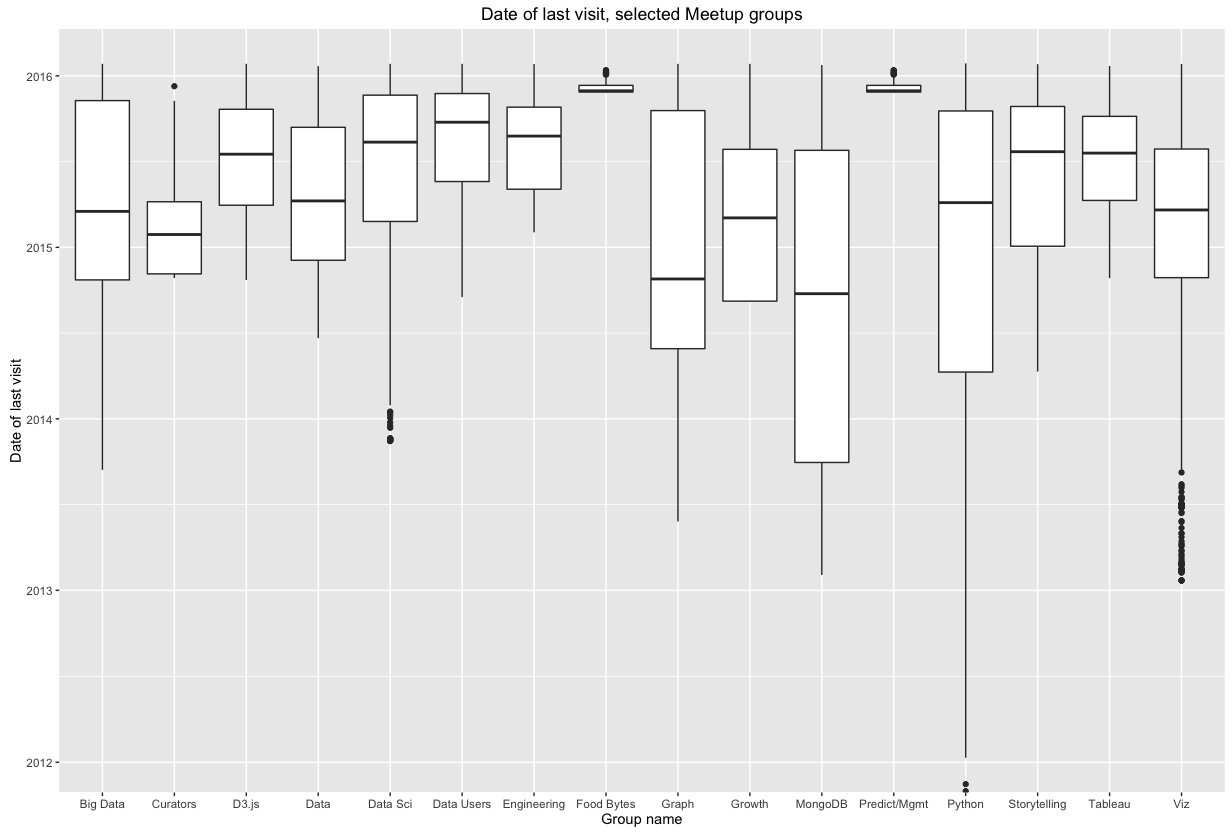 Date of last visit, selected Meetup groups
Date of last visit
2016
2015
2014
2013
2012
Big Data Curators D3.js Data Data Sci Data Users Engineering Food Bytes Graph Growth MongoDB Predict/Mgmt Python Storytelling Tableau Viz
Group name